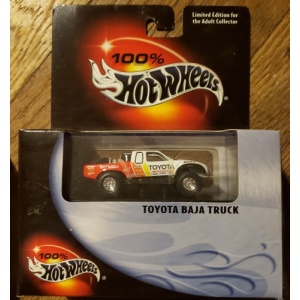 Limited Edition for
the Adult Collector
100%
Hot Wheels
TOYOTA
TOYOTA BAJA TRUCK
100%
Hot Wheels